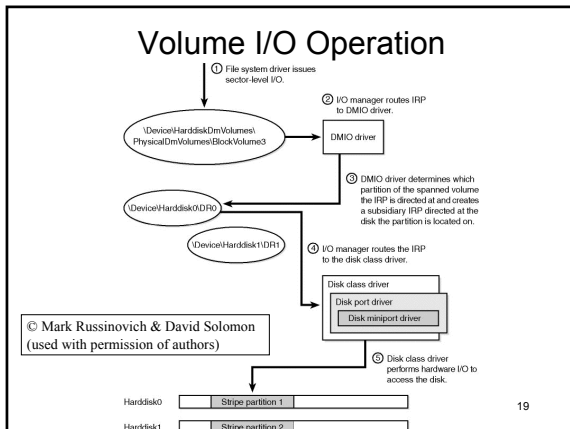 Volume I/O Operation
① File system driver issues
sector-level I/O.
② I/O manager routes IRP
to DMIO driver.
\Device\HarddiskDmVolumes\
PhysicalDmVolumes\BlockVolume3
DMIO driver
③ DMIO driver determines which
partition of the spanned volume
the IRP is directed at and creates
a subsidiary IRP directed at the
disk the partition is located on.
\Device\Harddisk0\DR0
\Device\Harddisk1\DR1
④ I/O manager routes the IRP
to the disk class driver.
Disk class driver
Disk port driver
Disk miniport driver
© Mark Russinovich & David Solomon
(used with permission of authors)
⑤ Disk class driver
performs hardware I/O to
access the disk.
Harddisk0
Stripe partition 1
19
Harddisk1
Stripe partition 2